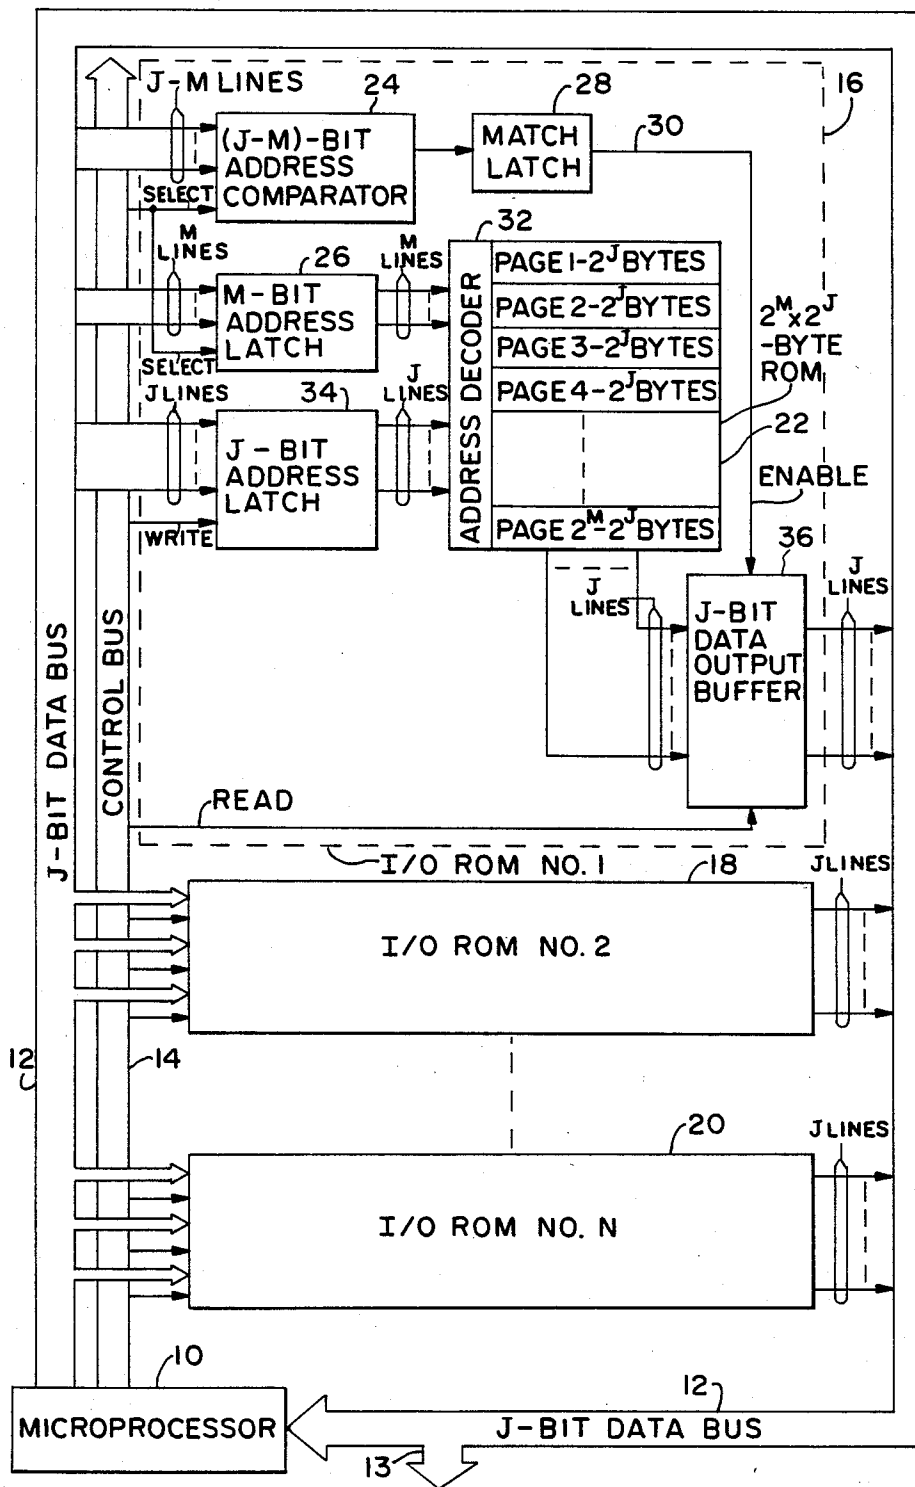 J-M LINES
24
28
30
16
(J-M)-BIT
ADDRESS
COMPARATOR
MATCH
LATCH
SELECT
M
LINES
26
M
LINES
32
M-BIT
ADDRESS
LATCH
SELECT
ADDRESS DECODER
PAGE 1-2^J BYTES
PAGE 2-2^J BYTES
PAGE 3-2^J BYTES
PAGE 4-2^J BYTES
PAGE 2^M-2^J BYTES
2^M x 2^J
-BYTE
ROM
22
ENABLE
J LINES
34
J
LINES
J-BIT
ADDRESS
LATCH
WRITE
36
J
LINES
J
LINES
J-BIT
DATA
OUTPUT
BUFFER
J-BIT DATA BUS
CONTROL BUS
READ
I/O ROM NO. 1
18
J LINES
I/O ROM NO. 2
12
14
20
J LINES
I/O ROM NO. N
10
MICROPROCESSOR
12
J-BIT DATA BUS
13